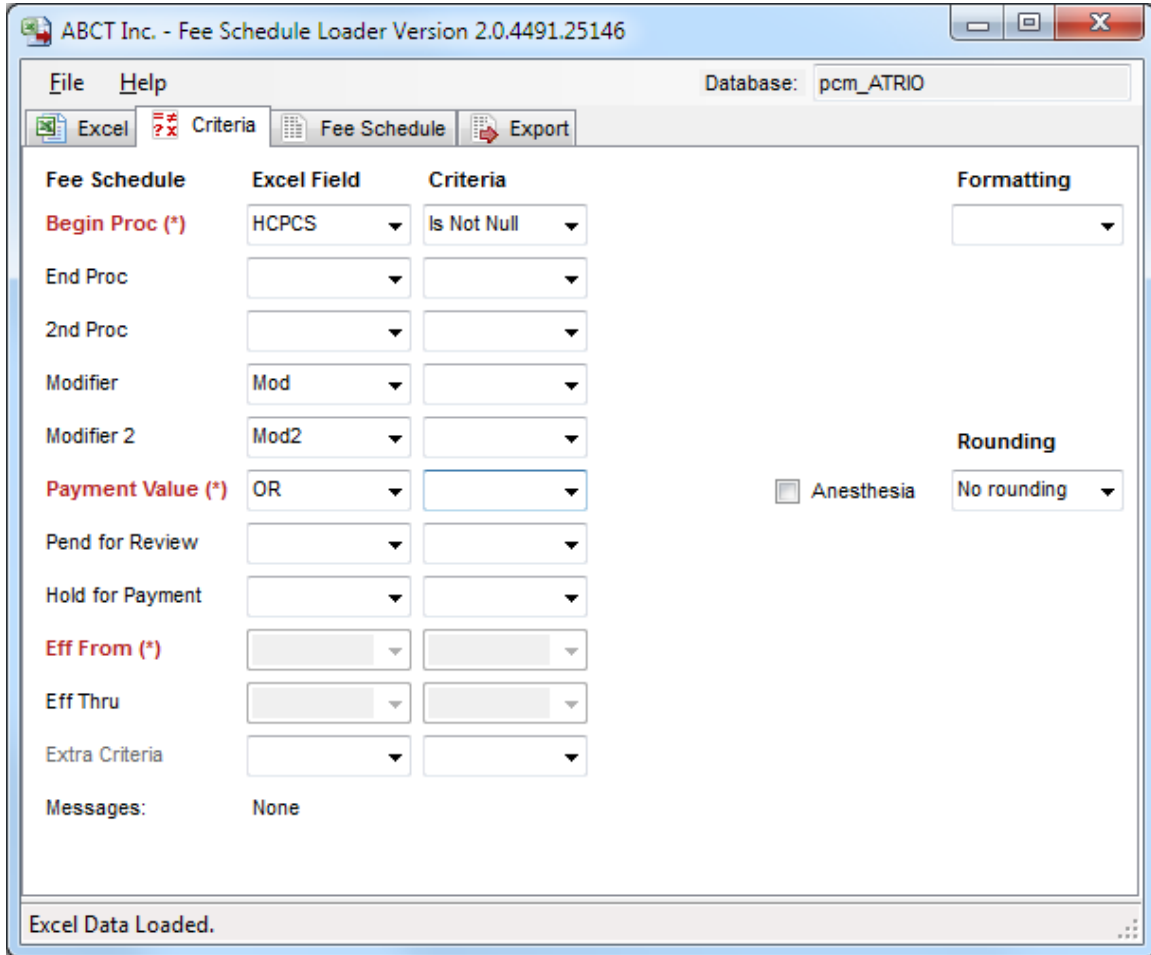 ABCT Inc. - Fee Schedule Loader Version 2.0.4491.25146
File Help Database: pcm_ATRIO
Excel Criteria Fee Schedule Export
Fee Schedule Excel Field Criteria Formatting
Begin Proc (*) HCPCS Is Not Null
End Proc
2nd Proc
Modifier Mod
Modifier 2 Mod2 Rounding
Payment Value (*) OR Anesthesia No rounding
Pend for Review
Hold for Payment
Eff From (*)
Eff Thru
Extra Criteria
Messages: None
Excel Data Loaded.